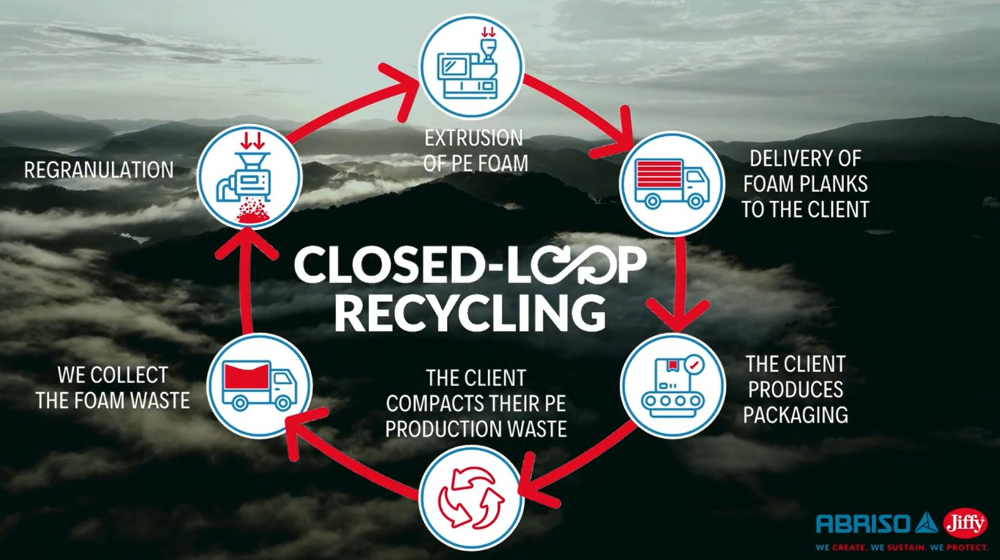 EXTRUSION
OF PE FOAM
DELIVERY OF
FOAM PLANKS
TO THE CLIENT
THE CLIENT
PRODUCES
PACKAGING
THE CLIENT
COMPACTS THEIR PE
PRODUCTION WASTE
WE COLLECT
THE FOAM WASTE
REGRANULATION
CLOSED-LOOP
RECYCLING
ABRISO Jiffy
WE CREATE. WE SUSTAIN. WE PROTECT.